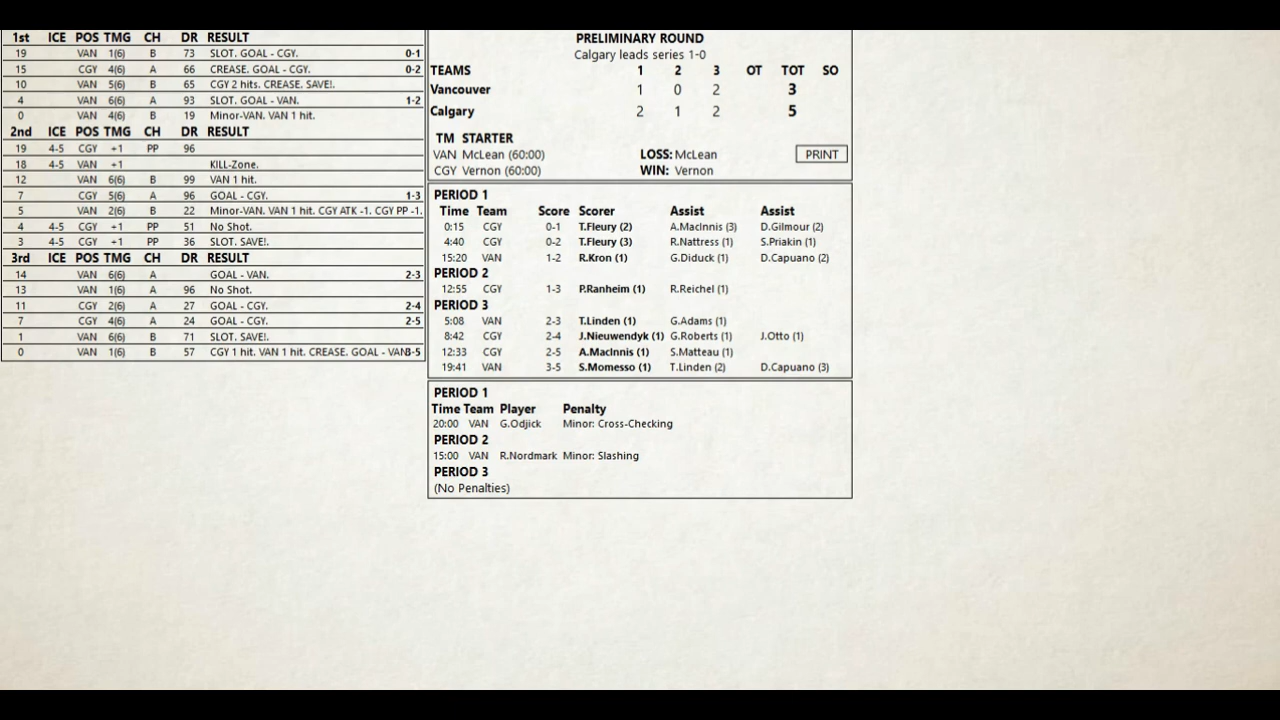 1st ICE POS TMG CH DR RESULT
19 VAN 1(6) B 73 SLOT. GOAL - CGY. 0-1
15 CGY 4(6) A 66 CREASE. GOAL - CGY. 0-2
10 VAN 5(6) B 65 CGY 2 hits. CREASE. SAVE!.
4 VAN 6(6) A 93 SLOT. GOAL - VAN. 1-2
0 VAN 4(6) B 19 Minor-VAN. VAN 1 hit.
2nd ICE POS TMG CH DR RESULT
19 4-5 CGY +1 PP 96
18 4-5 VAN +1 KILL-Zone.
12 VAN 6(6) B 99 VAN 1 hit.
7 CGY 5(6) A 96 GOAL - CGY. 1-3
5 VAN 2(6) B 22 Minor-VAN. VAN 1 hit. CGY ATK -1. CGY PP -1.
4 4-5 CGY +1 PP 51 No Shot.
3 4-5 CGY +1 PP 36 SLOT. SAVE!.
3rd ICE POS TMG CH DR RESULT
14 VAN 6(6) A GOAL - VAN. 2-3
13 VAN 1(6) A 96 No Shot.
11 CGY 2(6) A 27 GOAL - CGY. 2-4
7 CGY 4(6) A 24 GOAL - CGY. 2-5
1 VAN 6(6) B 71 SLOT. SAVE!.
0 VAN 1(6) B 57 CGY 1 hit. VAN 1 hit. CREASE. GOAL - VAN 3-5
PRELIMINARY ROUND
Calgary leads series 1-0
TEAMS 1 2 3 OT TOT SO
Vancouver 1 0 2 3
Calgary 2 1 2 5
TM STARTER
VAN McLean (60:00) LOSS: McLean PRINT
CGY Vernon (60:00) WIN: Vernon
PERIOD 1
Time Team Score Scorer Assist Assist
0:15 CGY 0-1 T.Fleury (2) A.MacInnis (3) D.Gilmour (2)
4:40 CGY 0-2 T.Fleury (3) R.Nattress (1) S.Priakin (1)
15:20 VAN 1-2 R.Kron (1) G.Diduck (1) D.Capuano (2)
PERIOD 2
12:55 CGY 1-3 P.Ranheim (1) R.Reichel (1)
PERIOD 3
5:08 VAN 2-3 T.Linden (1) G.Adams (1)
8:42 CGY 2-4 J.Nieuwendyk (1) G.Roberts (1) J.Otto (1)
12:33 CGY 2-5 A.MacInnis (1) S.Matteau (1)
19:41 VAN 3-5 S.Momesso (1) T.Linden (2) D.Capuano (3)
PERIOD 1
Time Team Player Penalty
20:00 VAN G.Odjick Minor: Cross-Checking
PERIOD 2
15:00 VAN R.Nordmark Minor: Slashing
PERIOD 3
(No Penalties)